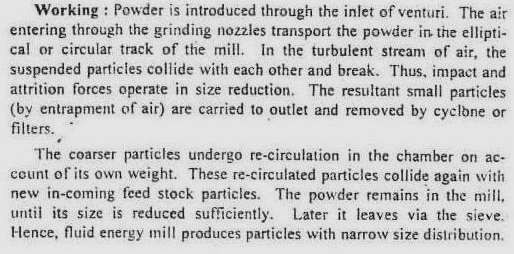 Working : Powder is introduced through the inlet of venturi. The air
entering through the grinding nozzles transport the powder in the ellipti-
cal or circular track of the mill. In the turbulent stream of air, the
suspended particles collide with each other and break. Thus, impact and
attrition forces operate in size reduction. The resultant small particles
(by entrapment of air) are carried to outlet and removed by cyclone or
filters.
The coarser particles undergo re-circulation in the chamber on ac-
count of its own weight. These re-circulated particles collide again with
new in-coming feed stock particles. The powder remains in the mill,
until its size is reduced sufficiently. Later it leaves via the sieve.
Hence, fluid energy mill produces particles with narrow size distribution.